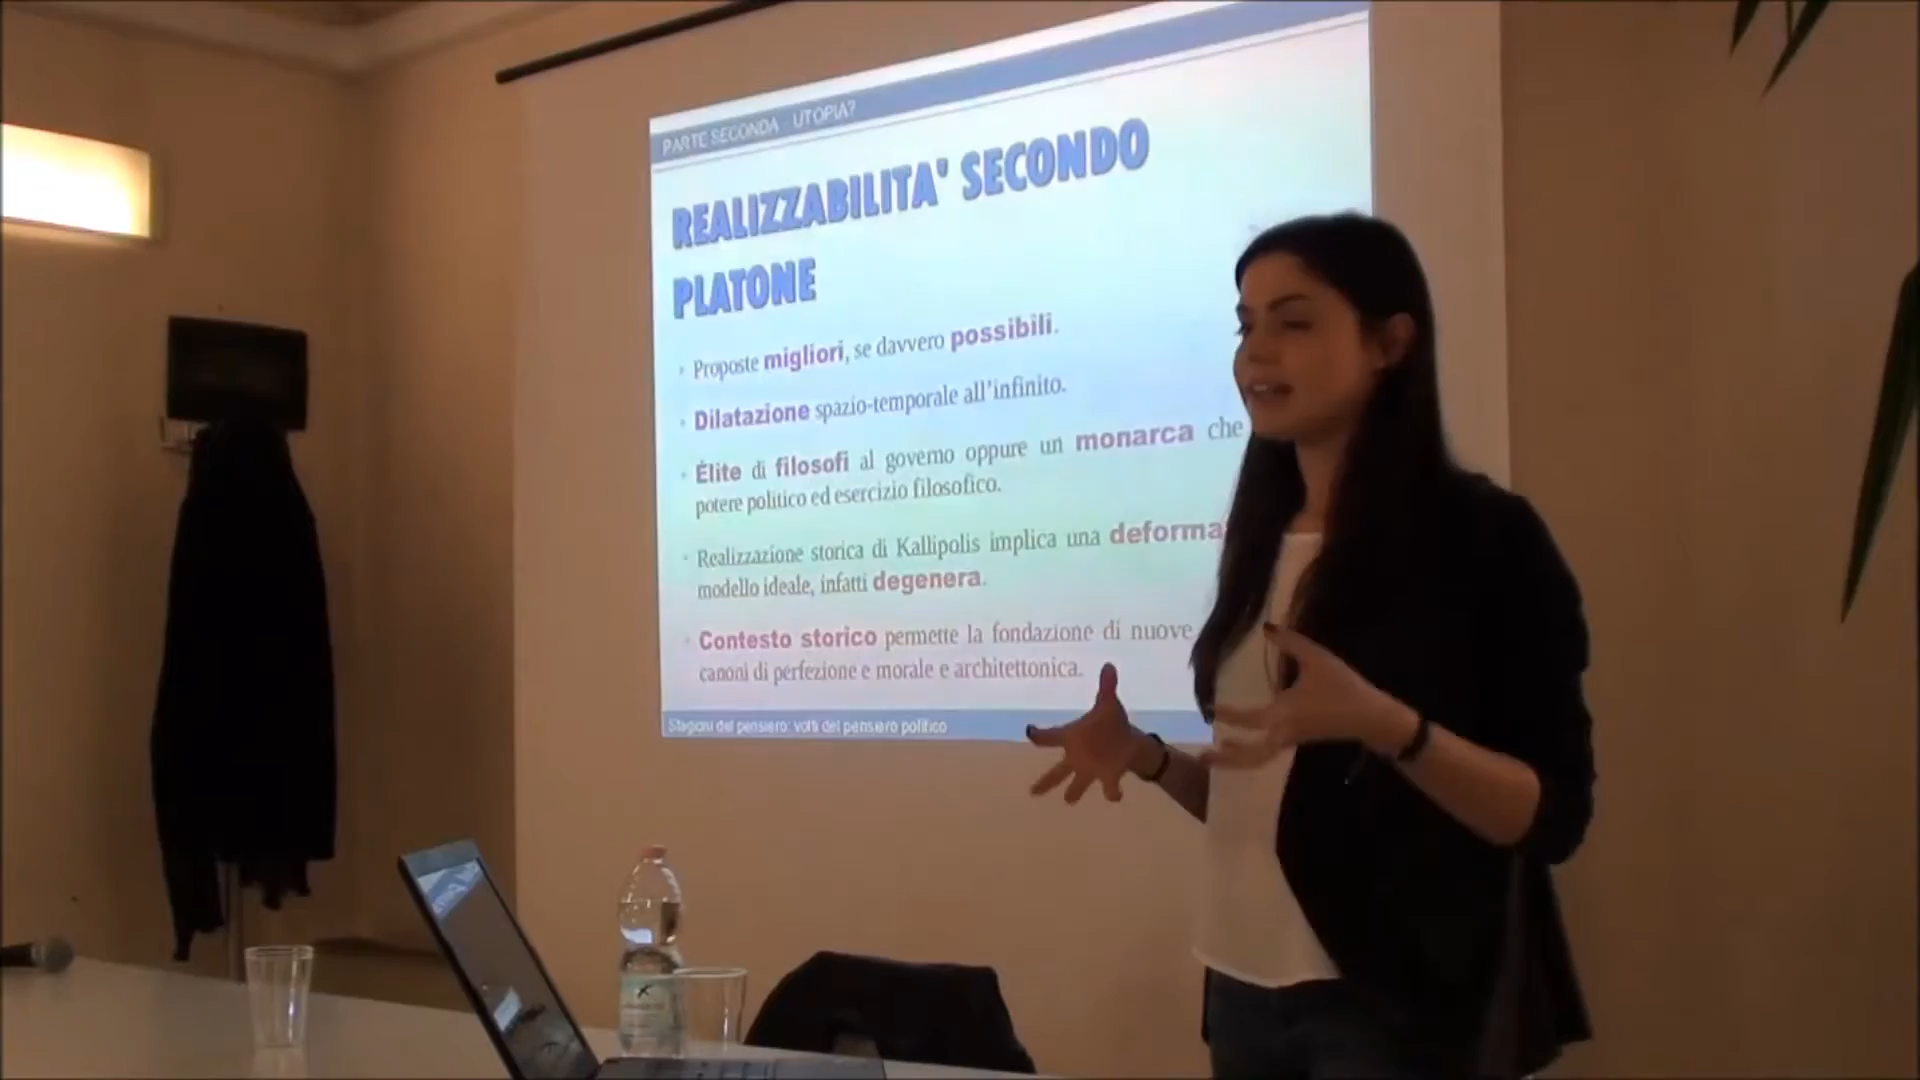 PARTE SECONDA - UTOPIA?
REALIZZABILITA' SECONDO
PLATONE
Proposte migliori, se davvero possibili.
Dilatazione spazio-temporale all'infinito.
Élite di filosofi al governo oppure un monarca che
potere politico ed esercizio filosofico.
Realizzazione storica di Kallipolis implica una deforma
modello ideale, infatti degenera.
Contesto storico permette la fondazione di nuove
canoni di perfezione e morale e architettonica.
Stagioni del pensiero: volti del pensiero politico